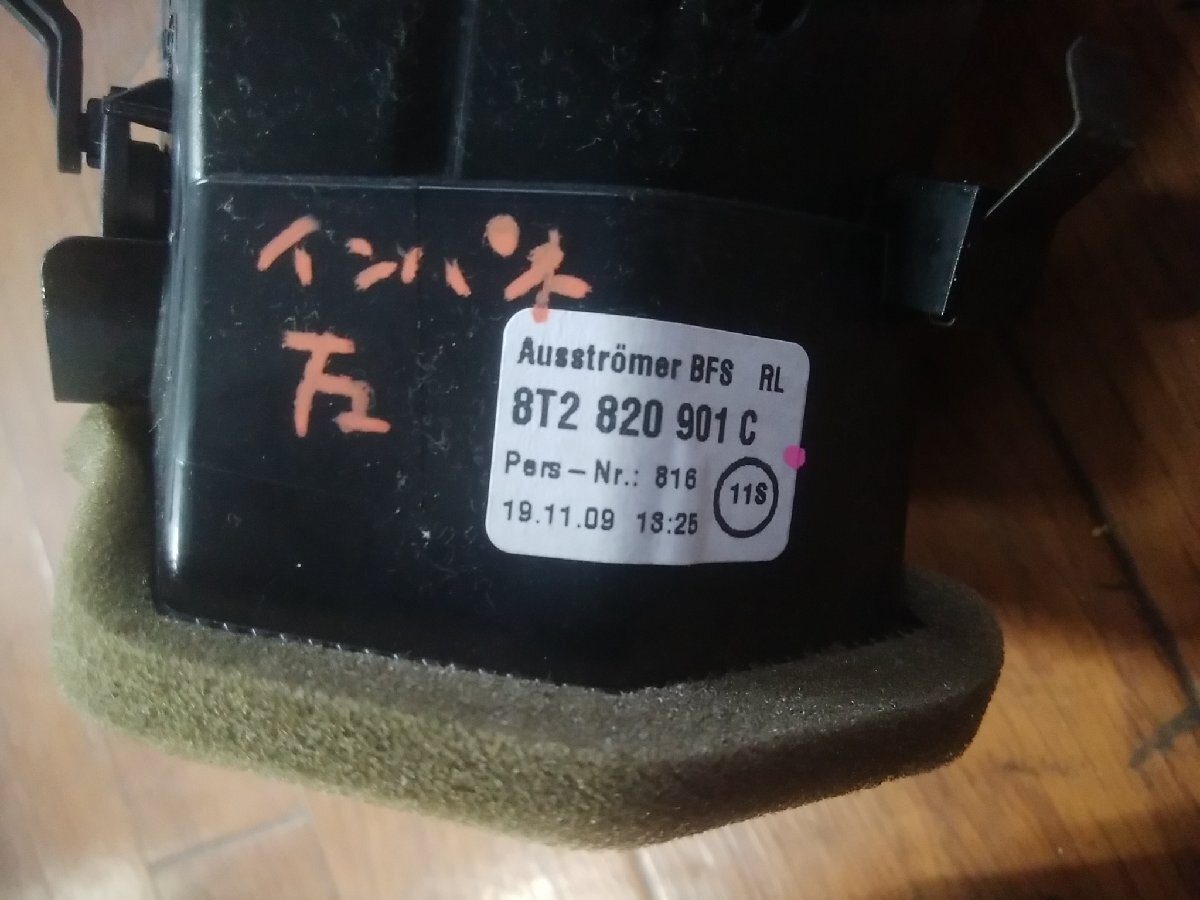 インパネ
左
Ausströmer BFS RL
8T2 820 901 C
Pers-Nr.: 816
19.11.09 18:25
11S